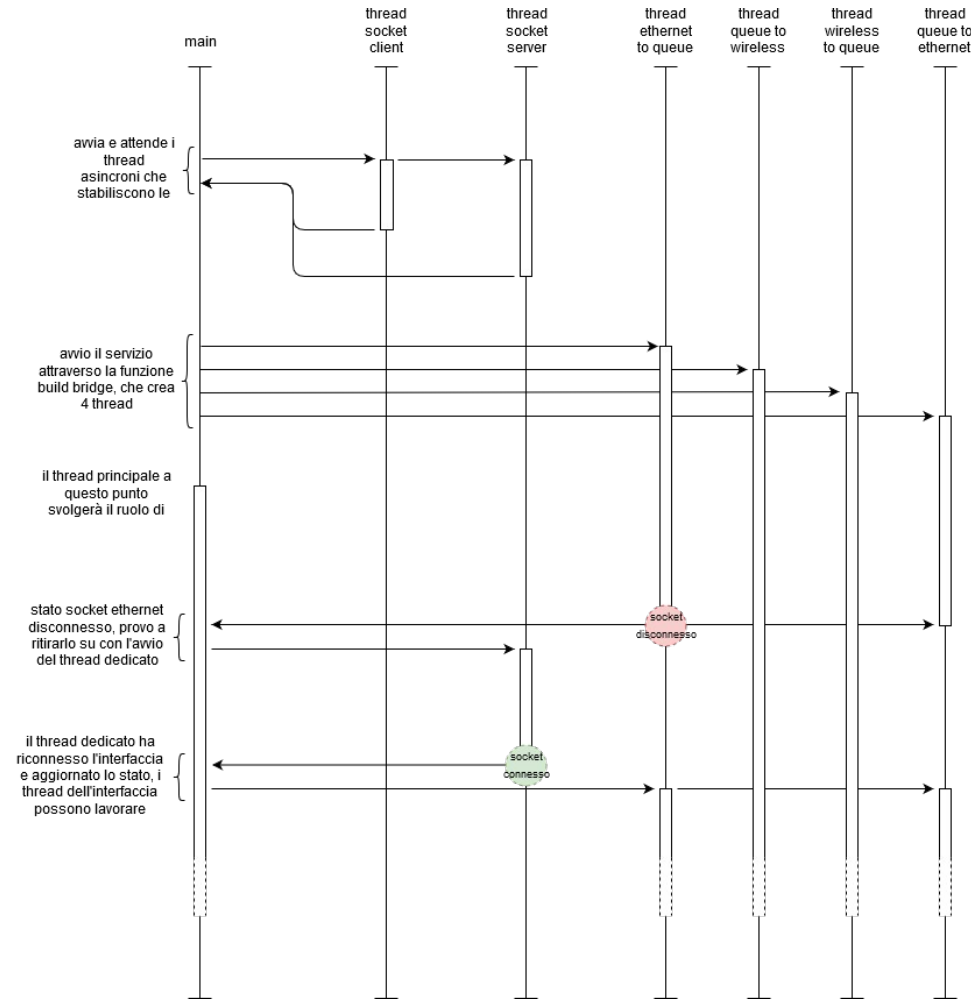 main
thread
socket
client
thread
socket
server
thread
ethernet
to queue
thread
queue to
wireless
thread
wireless
to queue
thread
queue to
ethernet
avvia e attende i
thread
asincroni che
stabiliscono le
avvio il servizio
attraverso la funzione
build bridge, che crea
4 thread
il thread principale a
questo punto
svolgerà il ruolo di
stato socket ethernet
disconnesso, provo a
ritirarlo su con l'avvio
del thread dedicato
socket
disconnesso
il thread dedicato ha
riconnesso l'interfaccia
e aggiornato lo stato, i
thread dell'interfaccia
possono lavorare
socket
connesso